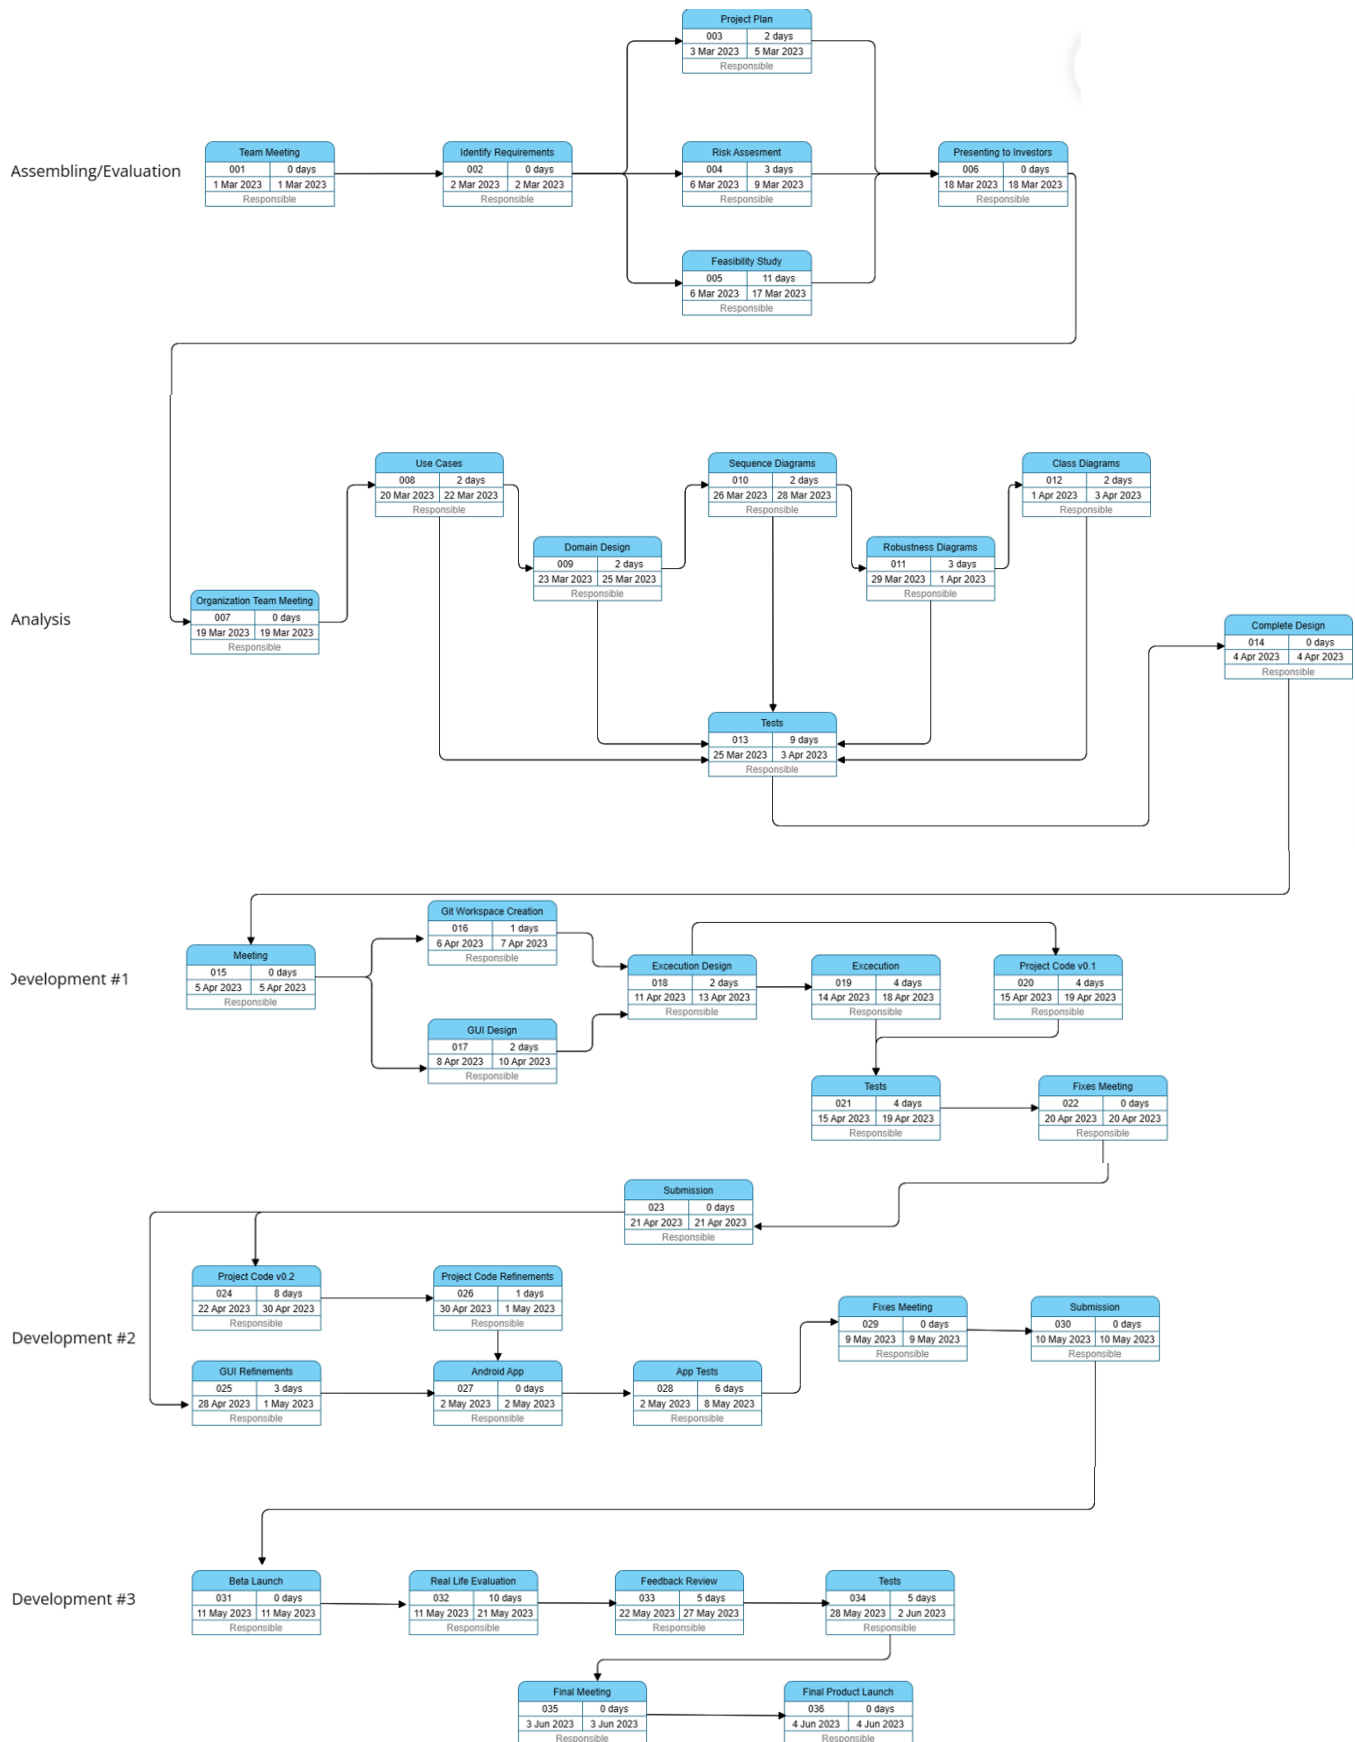 Project Plan
003 2 days
3 Mar 2023 5 Mar 2023
Responsible
Assembling/Evaluation
Team Meeting
001 0 days
1 Mar 2023 1 Mar 2023
Responsible
Identify Requirements
002 0 days
2 Mar 2023 2 Mar 2023
Responsible
Risk Assesment
004 3 days
6 Mar 2023 9 Mar 2023
Responsible
Presenting to Investors
006 0 days
18 Mar 2023 18 Mar 2023
Responsible
Feasibility Study
005 11 days
6 Mar 2023 17 Mar 2023
Responsible
Analysis
Organization Team Meeting
007 0 days
19 Mar 2023 19 Mar 2023
Responsible
Use Cases
008 2 days
20 Mar 2023 22 Mar 2023
Responsible
Domain Design
009 2 days
23 Mar 2023 25 Mar 2023
Responsible
Sequence Diagrams
010 2 days
26 Mar 2023 28 Mar 2023
Responsible
Robustness Diagrams
011 3 days
29 Mar 2023 1 Apr 2023
Responsible
Class Diagrams
012 2 days
1 Apr 2023 3 Apr 2023
Responsible
Tests
013 9 days
25 Mar 2023 3 Apr 2023
Responsible
Complete Design
014 0 days
4 Apr 2023 4 Apr 2023
Responsible
Development #1
Meeting
015 0 days
5 Apr 2023 5 Apr 2023
Responsible
Git Workspace Creation
016 1 days
6 Apr 2023 7 Apr 2023
Responsible
GUI Design
017 2 days
8 Apr 2023 10 Apr 2023
Responsible
Excecution Design
018 2 days
11 Apr 2023 13 Apr 2023
Responsible
Excecution
019 4 days
14 Apr 2023 18 Apr 2023
Responsible
Project Code v0.1
020 4 days
15 Apr 2023 19 Apr 2023
Responsible
Tests
021 4 days
15 Apr 2023 19 Apr 2023
Responsible
Fixes Meeting
022 0 days
20 Apr 2023 20 Apr 2023
Responsible
Submission
023 0 days
21 Apr 2023 21 Apr 2023
Responsible
Development #2
Project Code v0.2
024 8 days
22 Apr 2023 30 Apr 2023
Responsible
Project Code Refinements
026 1 days
30 Apr 2023 1 May 2023
Responsible
Fixes Meeting
029 0 days
9 May 2023 9 May 2023
Responsible
Submission
030 0 days
10 May 2023 10 May 2023
Responsible
GUI Refinements
025 3 days
28 Apr 2023 1 May 2023
Responsible
Android App
027 0 days
2 May 2023 2 May 2023
Responsible
App Tests
028 6 days
2 May 2023 8 May 2023
Responsible
Development #3
Beta Launch
031 0 days
11 May 2023 11 May 2023
Responsible
Real Life Evaluation
032 10 days
11 May 2023 21 May 2023
Responsible
Feedback Review
033 5 days
22 May 2023 27 May 2023
Responsible
Tests
034 5 days
28 May 2023 2 Jun 2023
Responsible
Final Meeting
035 0 days
3 Jun 2023 3 Jun 2023
Responsible
Final Product Launch
036 0 days
4 Jun 2023 4 Jun 2023
Responsible